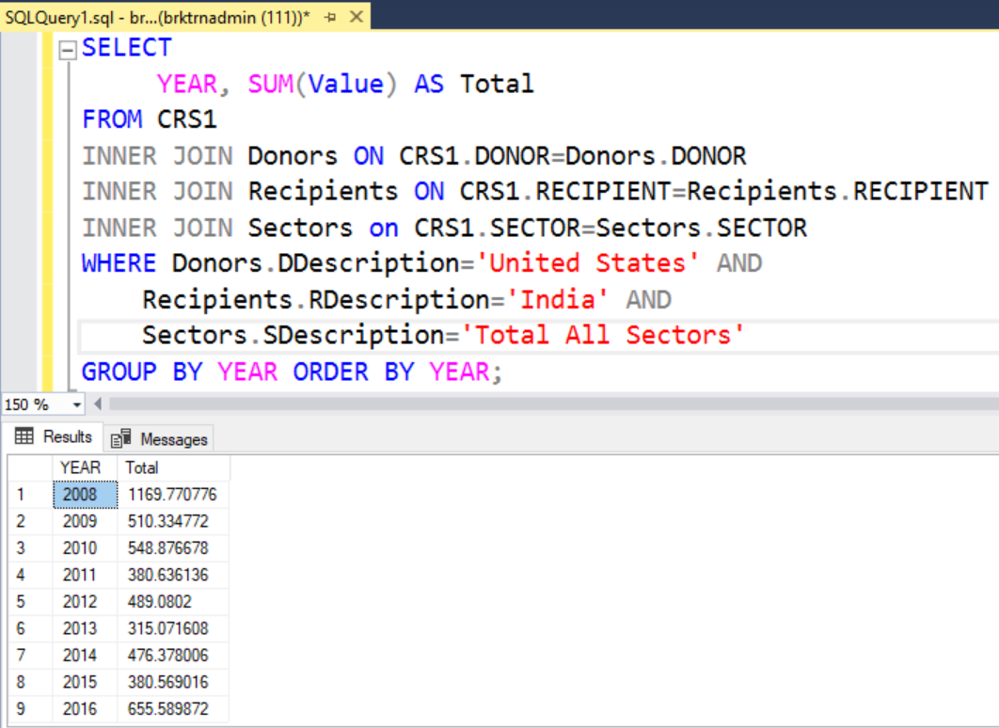 SQLQuery1.sql - br...(brktrnadmin (111))*
SELECT
YEAR, SUM(Value) AS Total
FROM CRS1
INNER JOIN Donors ON CRS1.DONOR=Donors.DONOR
INNER JOIN Recipients ON CRS1.RECIPIENT=Recipients.RECIPIENT
INNER JOIN Sectors on CRS1.SECTOR=Sectors.SECTOR
WHERE Donors.DDescription='United States' AND
Recipients.RDescription='India' AND
Sectors.SDescription='Total All Sectors'
GROUP BY YEAR ORDER BY YEAR;
150 %
Results Messages
YEAR Total
1 2008 1169.770776
2 2009 510.334772
3 2010 548.876678
4 2011 380.636136
5 2012 489.0802
6 2013 315.071608
7 2014 476.378006
8 2015 380.569016
9 2016 655.589872